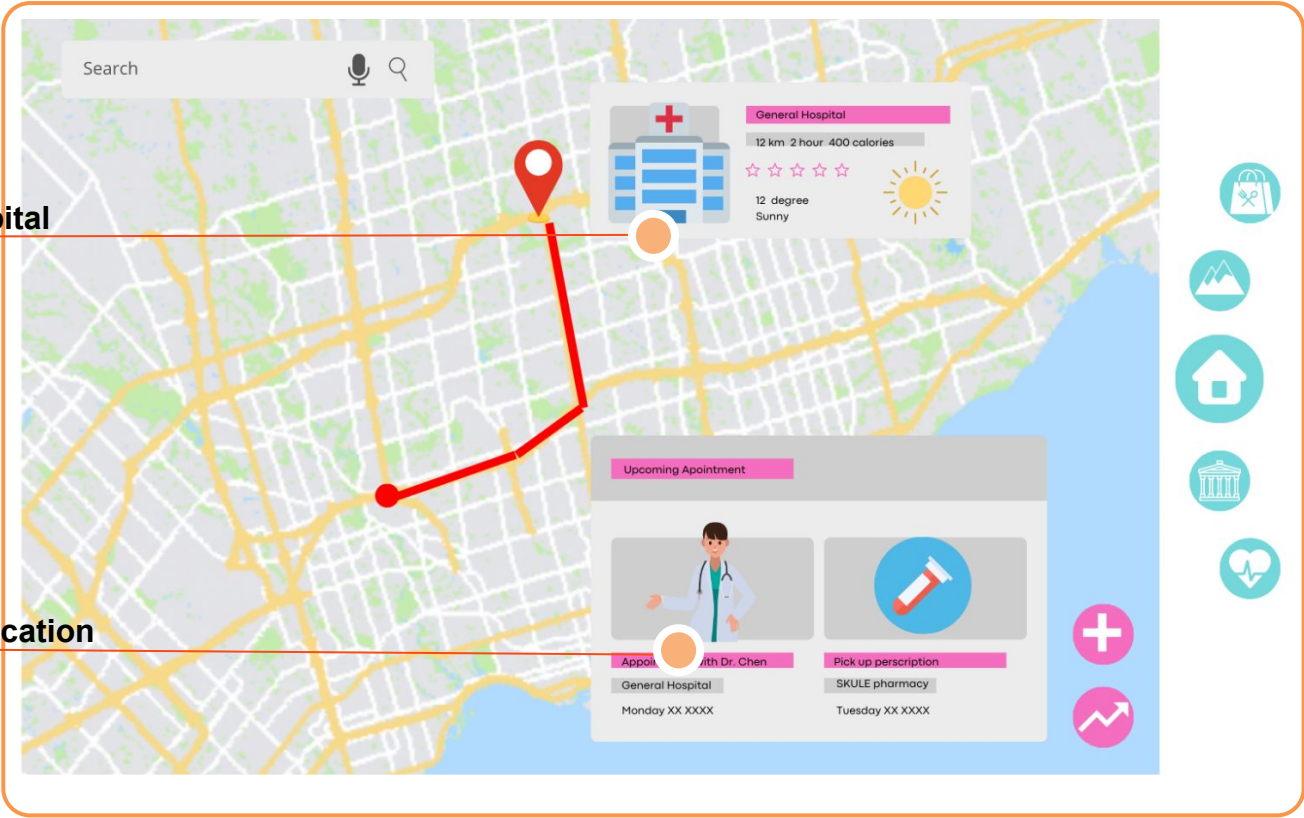 Search
General Hospital
12 km 2 hour 400 calories
12 degree
Sunny
pital
cation
Upcoming Apointment
Appoin ith Dr. Chen
General Hospital
Monday XX XXXX
Pick up perscription
SKULE pharmacy
Tuesday XX XXXX